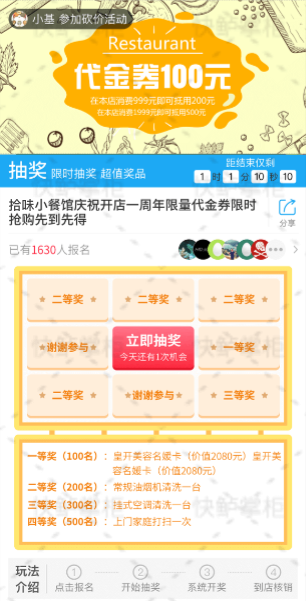 小基 参加砍价活动
Restaurant
代金券100元
在本店消费999元即可抵用200元
在本店消费1999元即可抵用500元
抽奖 限时抽奖 超值奖品
距结束仅剩
1 时 1 分 10 秒 10
拾味小餐馆庆祝开店一周年限量代金券限时
抢购先到先得
分享
已有1630人报名
二等奖 二等奖 二等奖
谢谢参与 立即抽奖 一等奖
今天还有1次机会
二等奖 谢谢参与 三等奖
一等奖（100名）：皇开美容名媛卡（价值2080元）皇开美
容名媛卡（价值2080元）
二等奖（200名）：常规油烟机清洗一台
三等奖（300名）：挂式空调清洗一台
四等奖（500名）：上门家庭打扫一次
玩法
介绍
1 2 3 4
点击报名 开始抽奖 系统开奖 到店核销